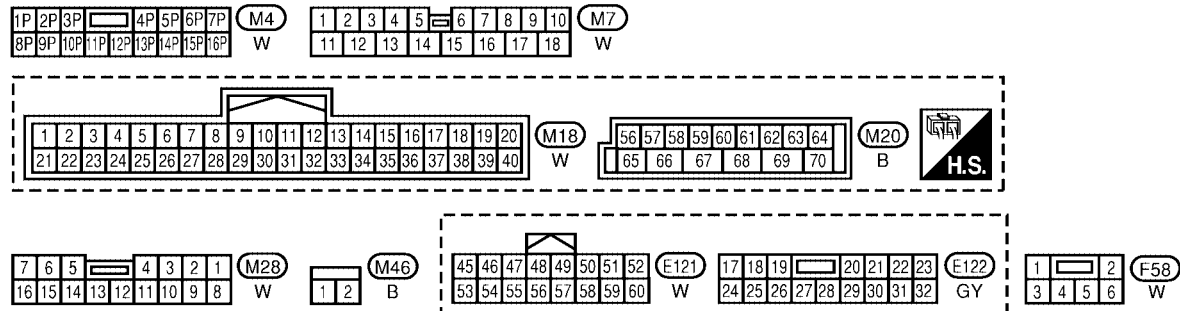 1P 2P 3P 4P 5P 6P 7P M4
8P 9P 10P 11P 12P 13P 14P 15P 16P W
1 2 3 4 5 6 7 8 9 10 M7
11 12 13 14 15 16 17 18 W
1 2 3 4 5 6 7 8 9 10 11 12 13 14 15 16 17 18 19 20 M18
21 22 23 24 25 26 27 28 29 30 31 32 33 34 35 36 37 38 39 40 W
56 57 58 59 60 61 62 63 64 M20
65 66 67 68 69 70 B
H.S.
7 6 5 4 3 2 1 M28
16 15 14 13 12 11 10 9 8 W
M46
1 2 B
45 46 47 48 49 50 51 52 E121
53 54 55 56 57 58 59 60 W
17 18 19 20 21 22 23 E122
24 25 26 27 28 29 30 31 32 GY
1 2 F58
3 4 5 6 W